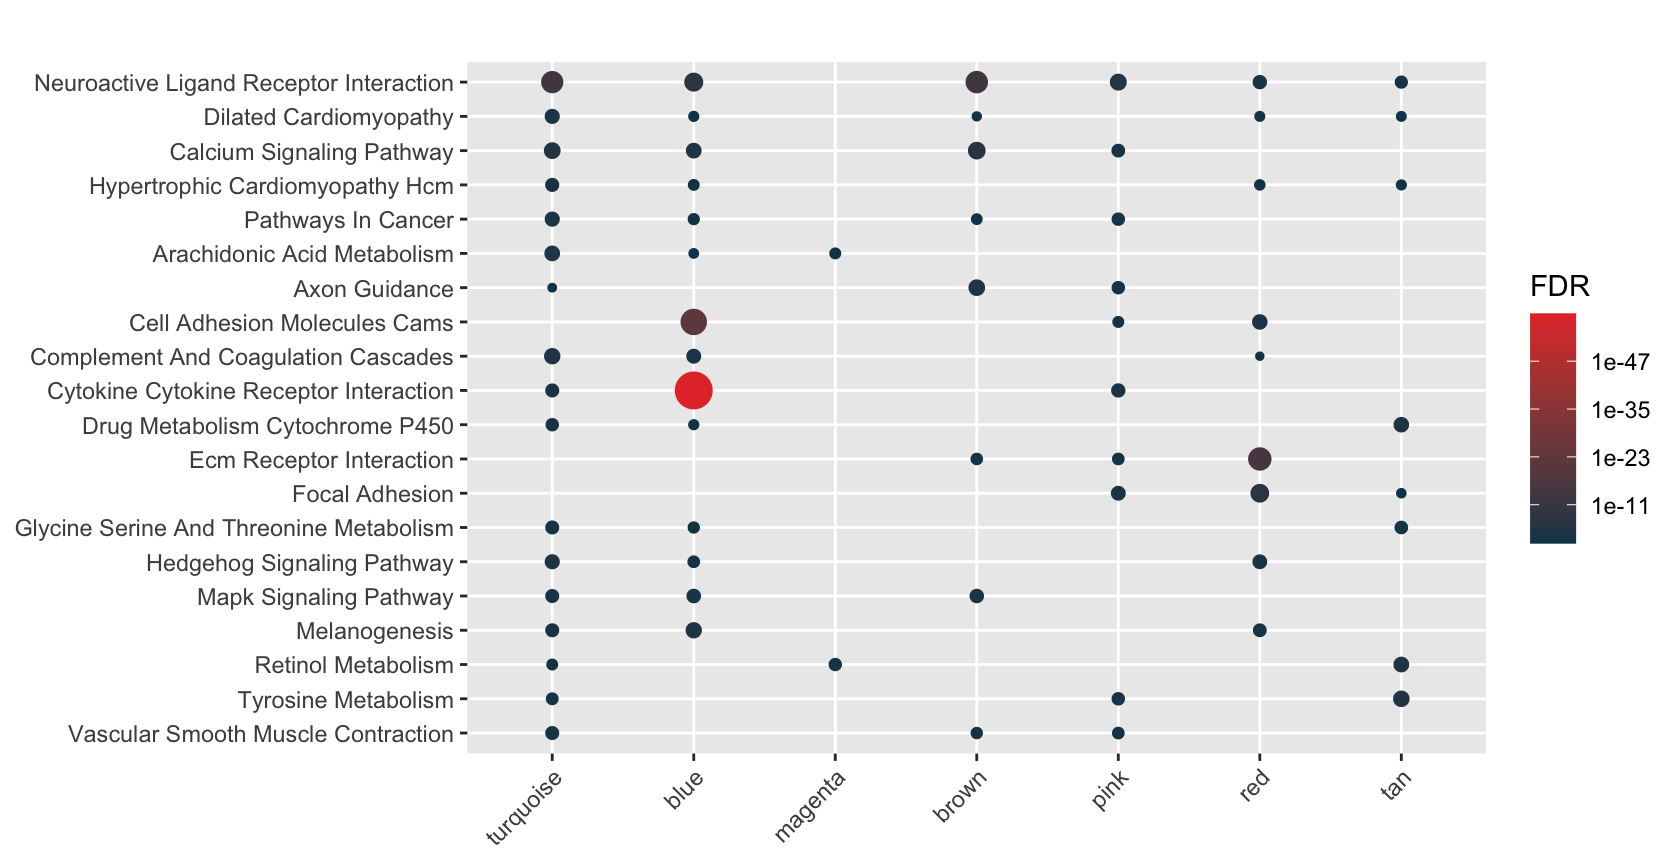 Neuroactive Ligand Receptor Interaction
Dilated Cardiomyopathy
Calcium Signaling Pathway
Hypertrophic Cardiomyopathy Hcm
Pathways In Cancer
Arachidonic Acid Metabolism
Axon Guidance
Cell Adhesion Molecules Cams
Complement And Coagulation Cascades
Cytokine Cytokine Receptor Interaction
Drug Metabolism Cytochrome P450
Ecm Receptor Interaction
Focal Adhesion
Glycine Serine And Threonine Metabolism
Hedgehog Signaling Pathway
Mapk Signaling Pathway
Melanogenesis
Retinol Metabolism
Tyrosine Metabolism
Vascular Smooth Muscle Contraction
turquoise
blue
magenta
brown
pink
red
tan
FDR
1e-47
1e-35
1e-23
1e-11